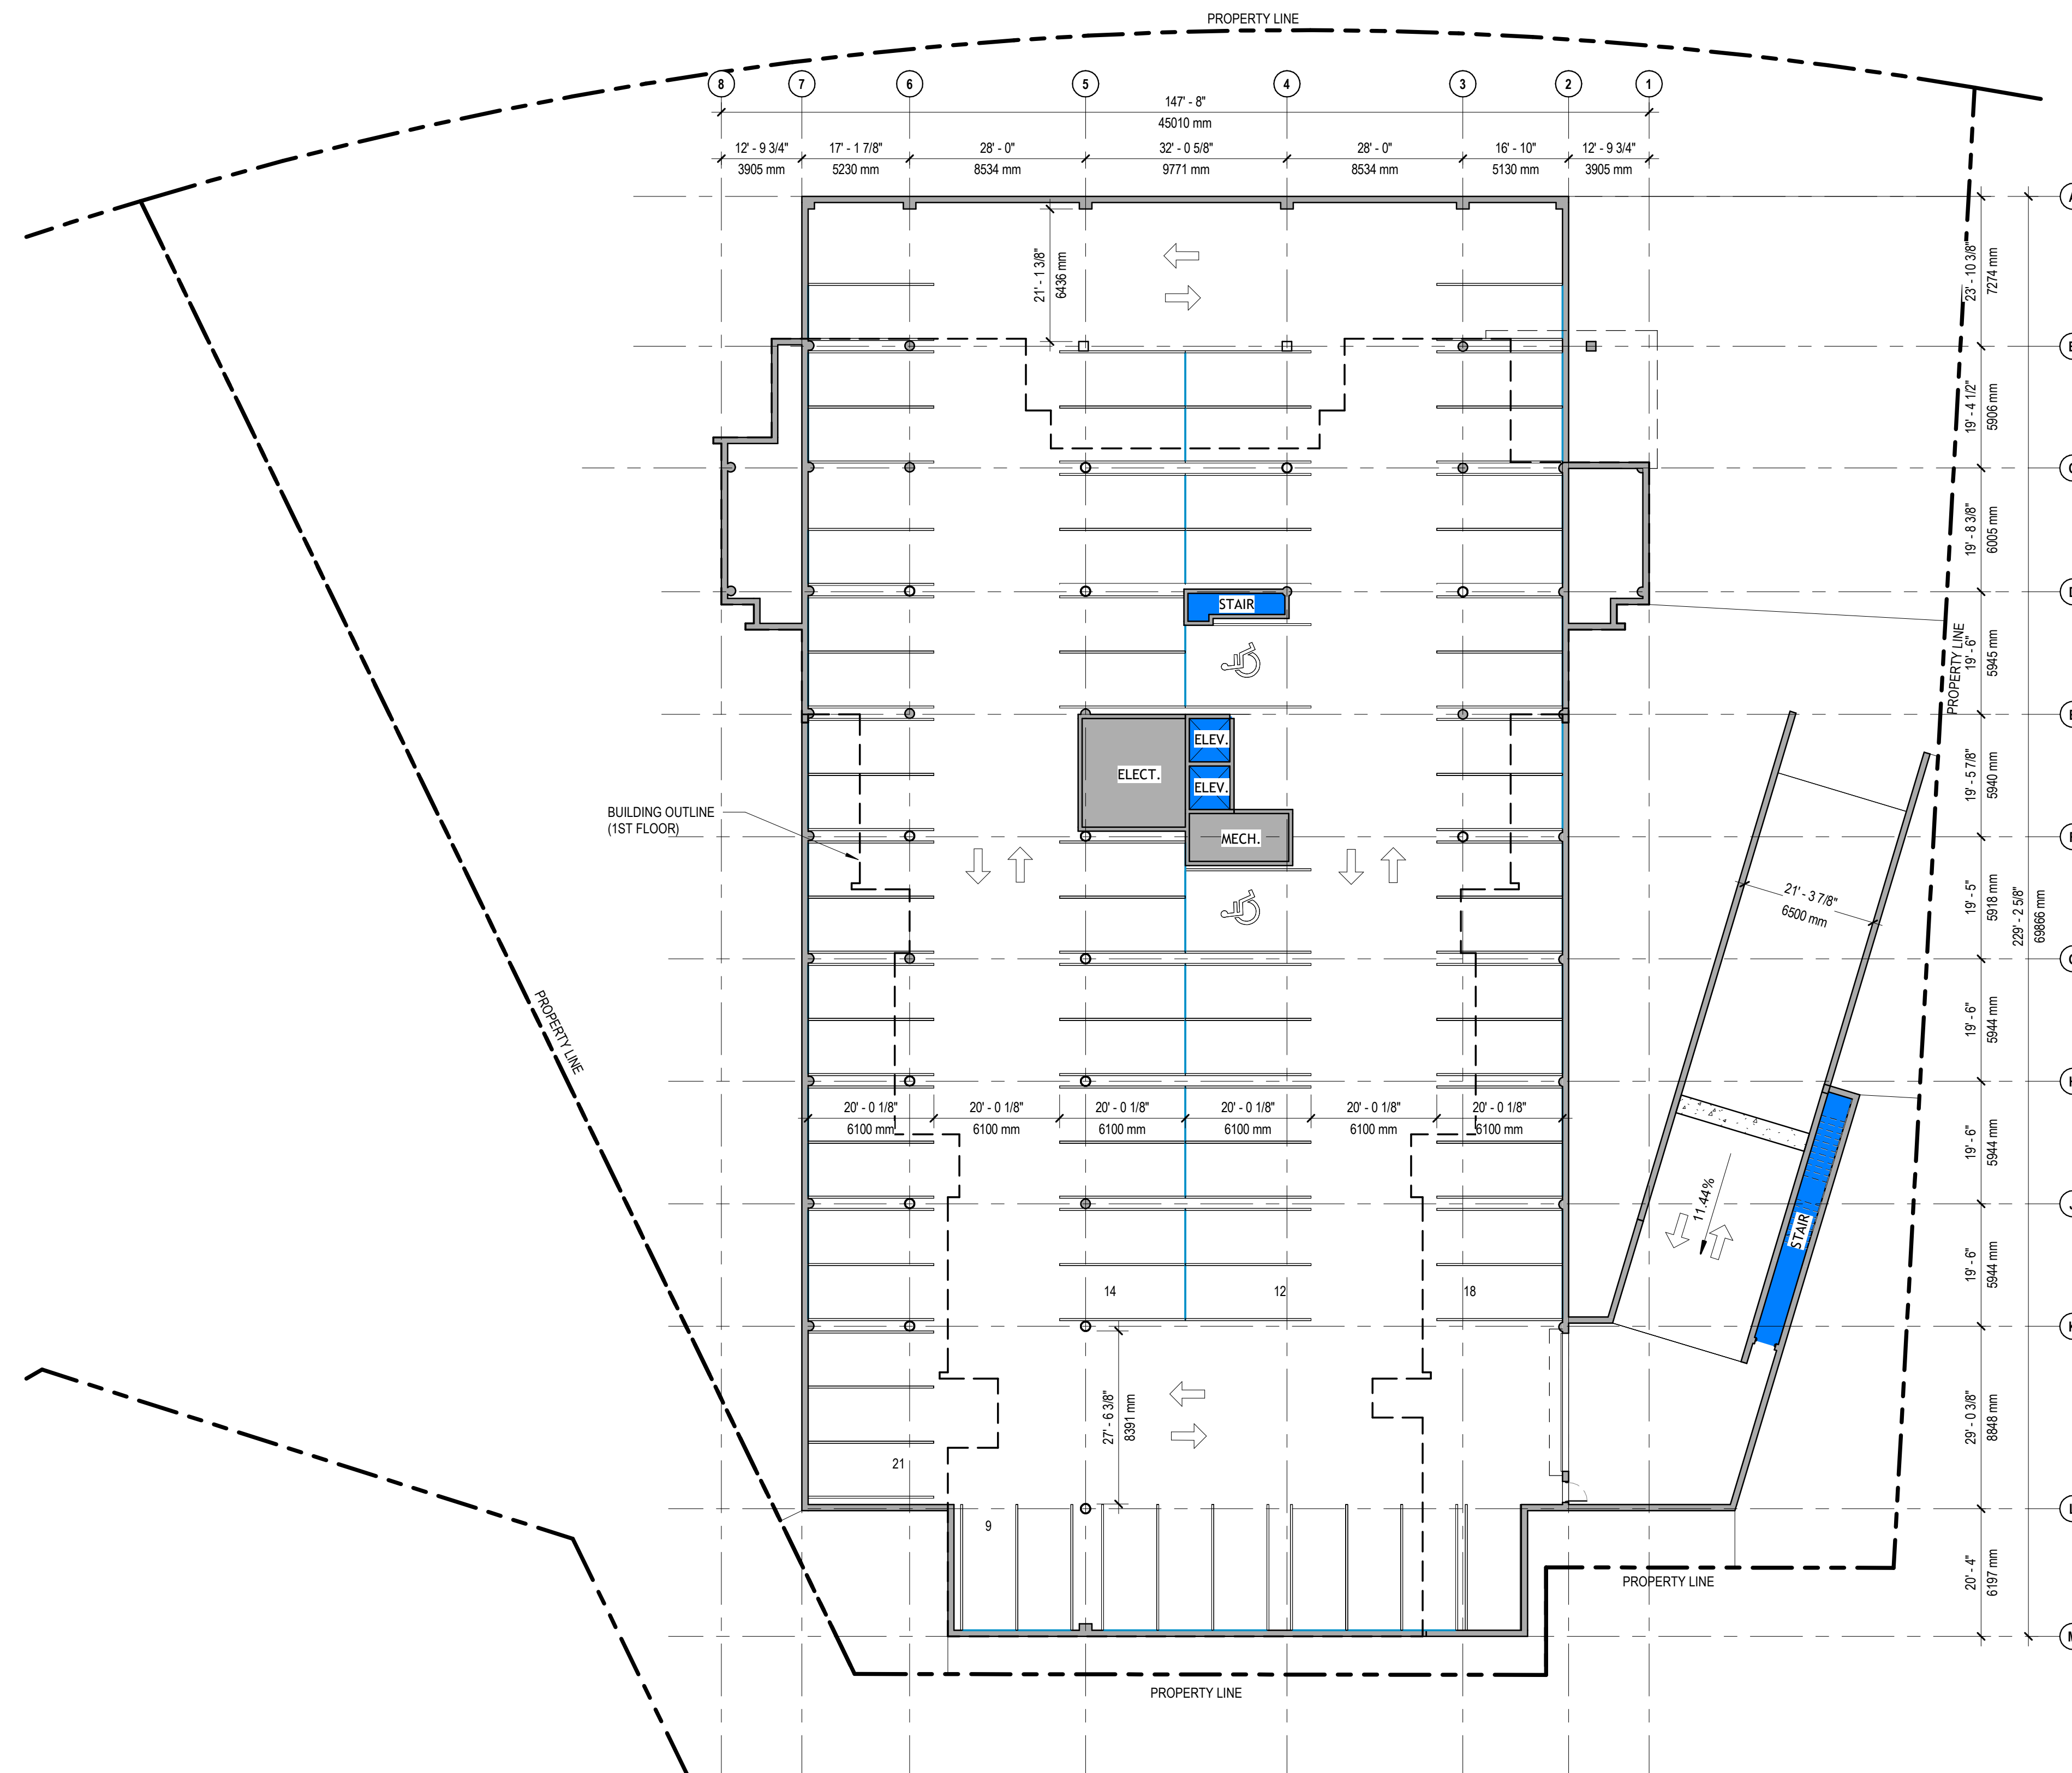 PROPERTY LINE
8
7
6
5
4
3
2
1
147' - 8"
45010 mm
12' - 9 3/4"
17' - 1 7/8"
28' - 0"
32' - 0 5/8"
28' - 0"
16' - 10"
12' - 9 3/4"
3905 mm
5230 mm
8534 mm
9771 mm
8534 mm
5130 mm
3905 mm
21' - 1 3/8"
6436 mm
23' - 10 3/8"
7274 mm
19' - 4 1/2"
5906 mm
19' - 8 3/8"
6005 mm
STAIR
PROPERTY LINE
19' - 6"
5945 mm
ELEV.
ELECT.
ELEV.
19' - 5 7/8"
5940 mm
BUILDING OUTLINE
(1ST FLOOR)
MECH.
21' - 3 7/8"
6500 mm
19' - 5"
5918 mm
229' - 2 5/8"
69866 mm
PROPERTY LINE
19' - 6"
5944 mm
20' - 0 1/8"
20' - 0 1/8"
20' - 0 1/8"
20' - 0 1/8"
20' - 0 1/8"
20' - 0 1/8"
6100 mm
6100 mm
6100 mm
6100 mm
6100 mm
6100 mm
19' - 6"
5944 mm
11.44%
STAIR
19' - 6"
5944 mm
14
12
18
27' - 6 3/8"
8391 mm
29' - 0 3/8"
8848 mm
21
9
20' - 4"
6197 mm
PROPERTY LINE
PROPERTY LINE